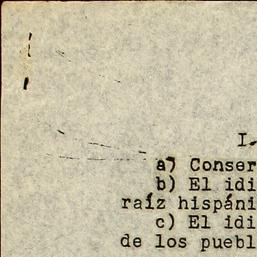 I.
a) Conser
b) El idi
raíz hispáni
c) El idi
de los puebl